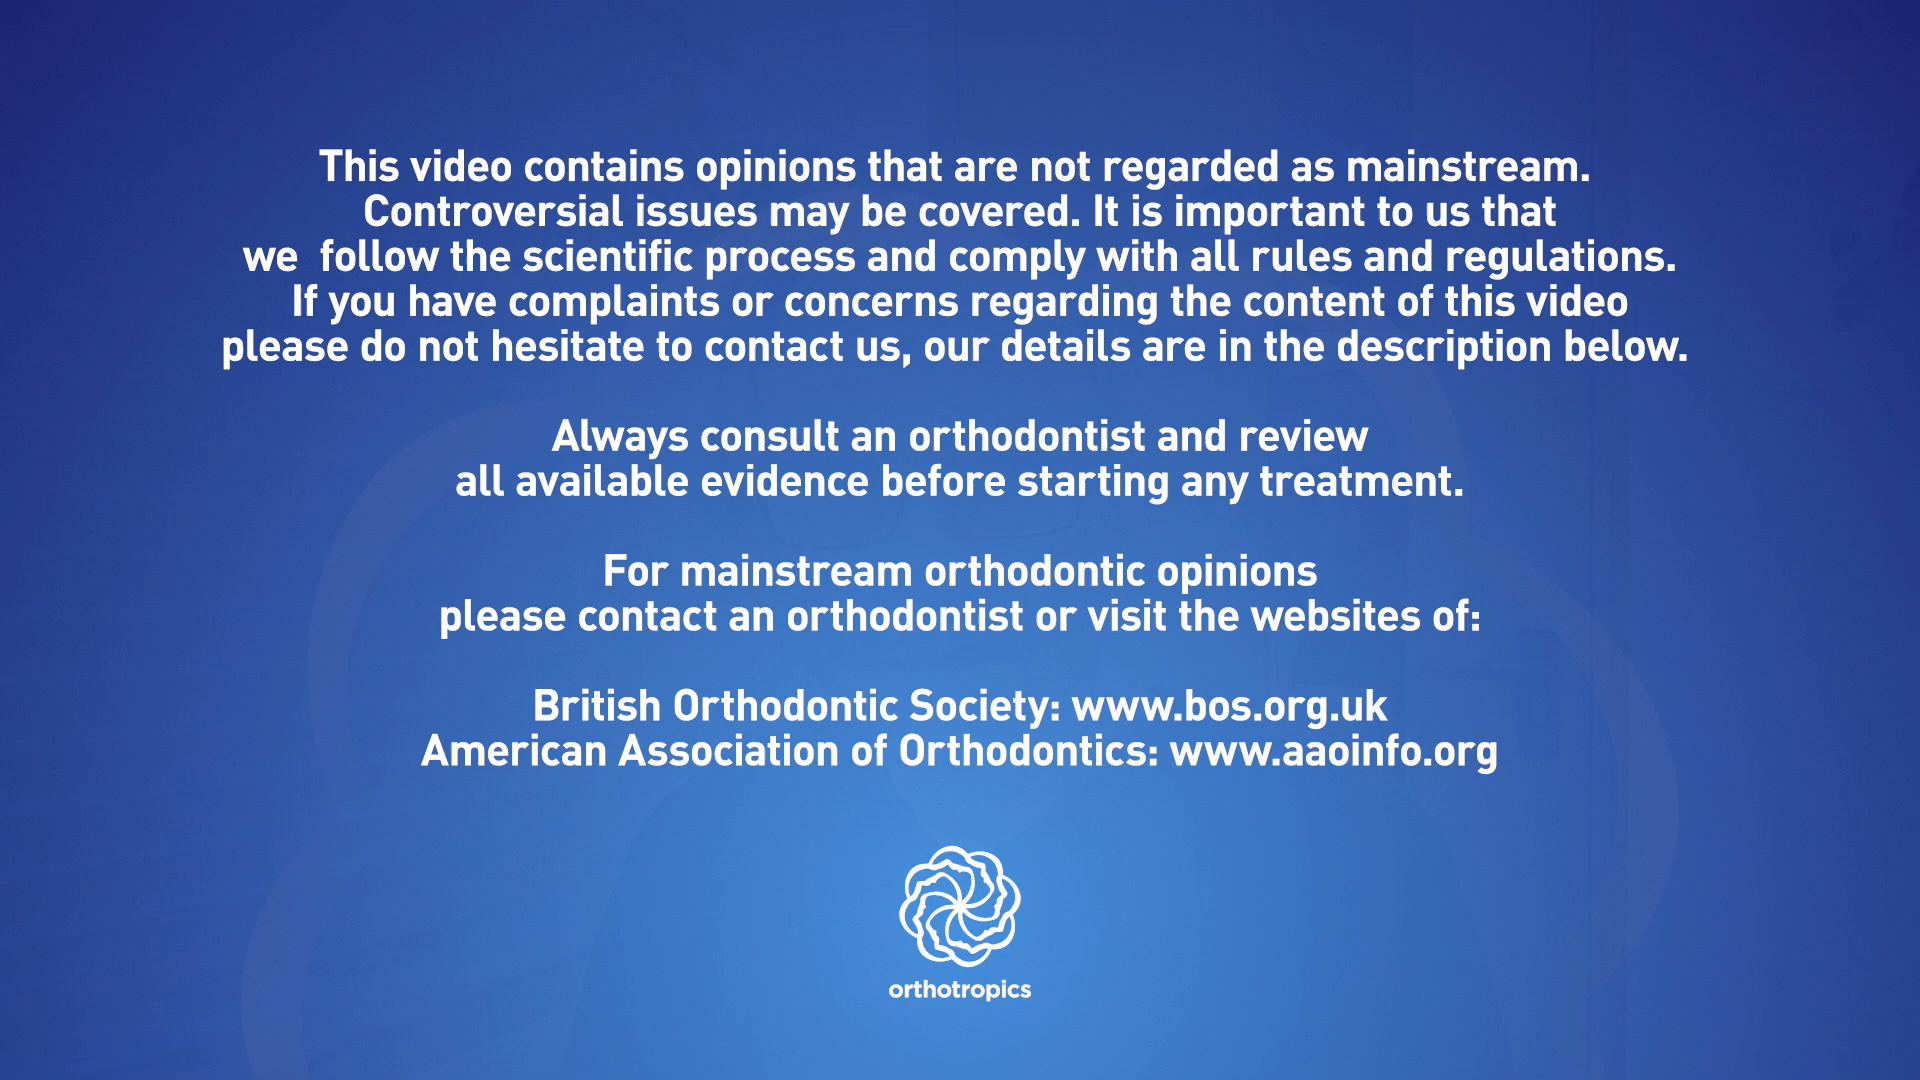 This video contains opinions that are not regarded as mainstream.
Controversial issues may be covered. It is important to us that
we  follow the scientific process and comply with all rules and regulations.
If you have complaints or concerns regarding the content of this video
please do not hesitate to contact us, our details are in the description below.
Always consult an orthodontist and review
all available evidence before starting any treatment.
For mainstream orthodontic opinions
please contact an orthodontist or visit the websites of:
British Orthodontic Society: www.bos.org.uk
American Association of Orthodontics: www.aaoinfo.org
orthotropics